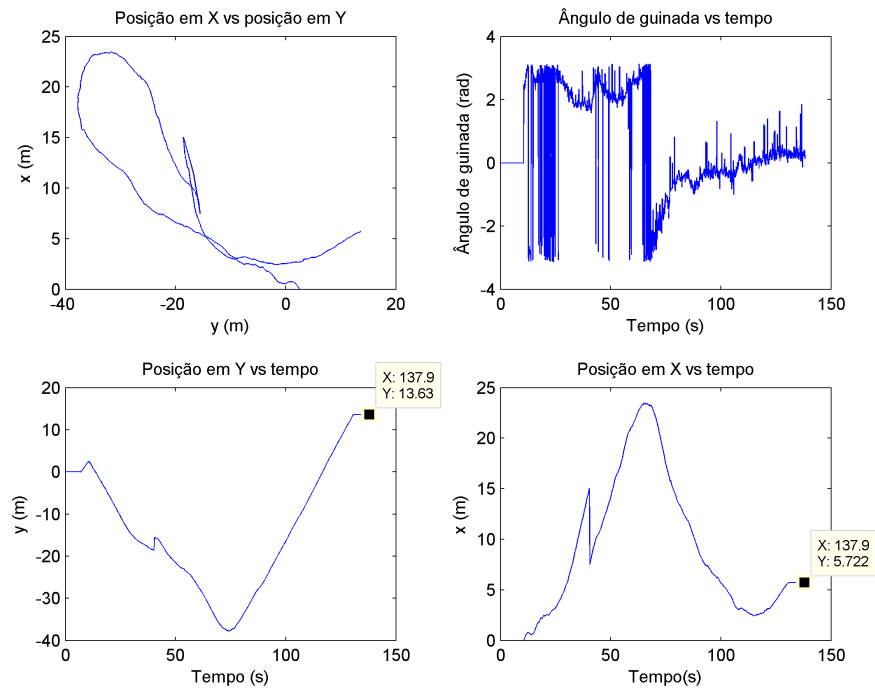 Posição em X vs posição em Y
25
20
15
10
5
0
-40
-20
0
20
x (m)
y (m)
Ângulo de guinada vs tempo
4
2
0
-2
-4
0
50
100
150
Ângulo de guinada (rad)
Tempo (s)
Posição em Y vs tempo
20
10
0
-10
-20
-30
-40
0
50
100
150
y (m)
Tempo (s)
X: 137.9
Y: 13.63
Posição em X vs tempo
25
20
15
10
5
0
0
50
100
150
x (m)
Tempo(s)
X: 137.9
Y: 5.722